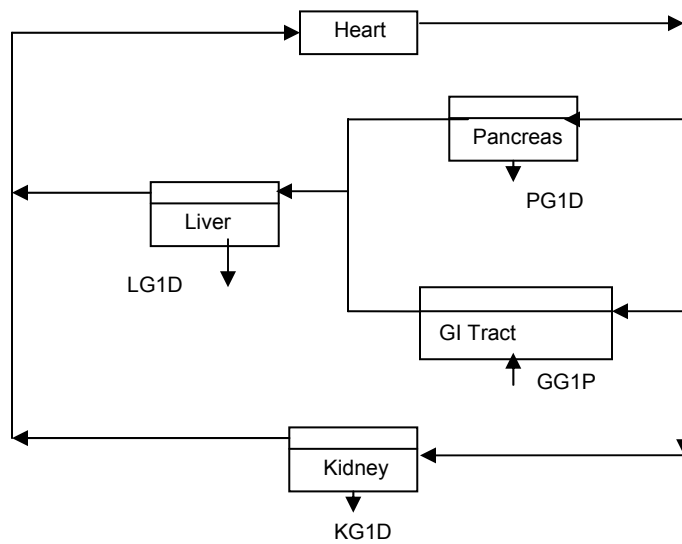 Heart
Pancreas
PG1D
Liver
LG1D
GI Tract
GG1P
Kidney
KG1D